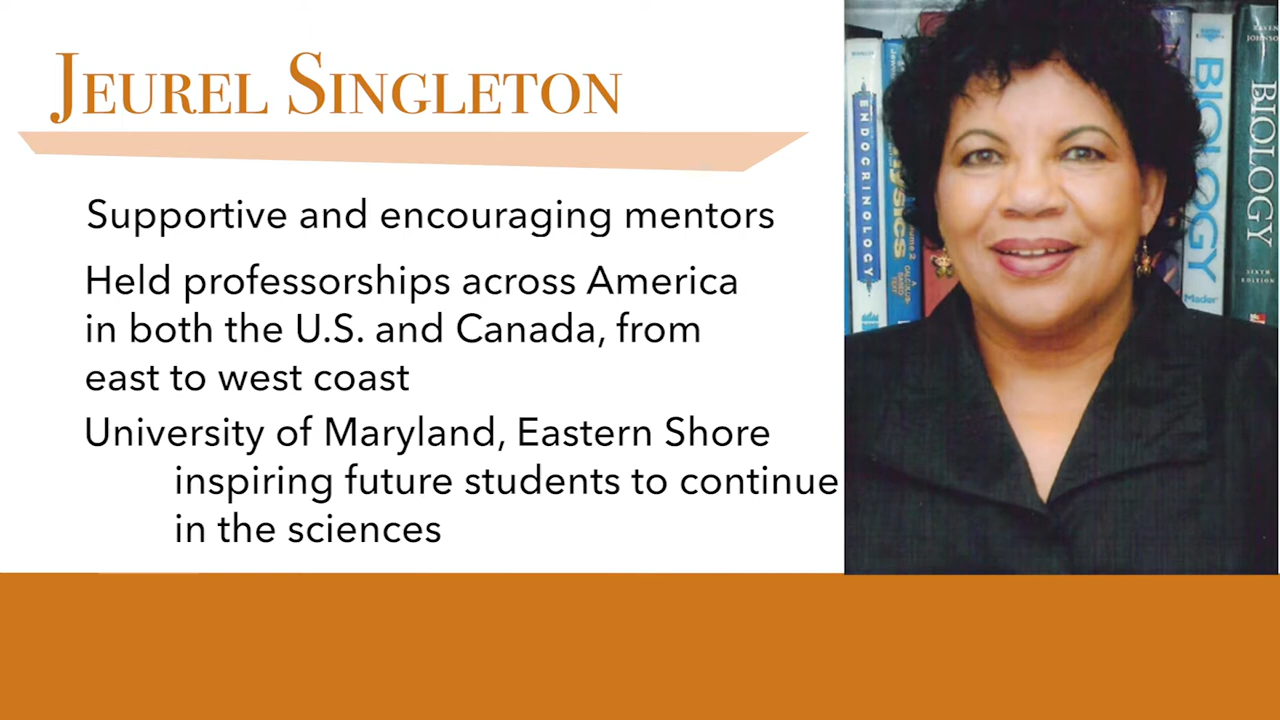 JEUREL SINGLETON
Supportive and encouraging mentors
Held professorships across America
in both the U.S. and Canada, from
east to west coast
University of Maryland, Eastern Shore
inspiring future students to continue
in the sciences
ENDOCRINOLOGY
BIOLOGY
Mader
BIOLOGY
SIXTH
EDITION